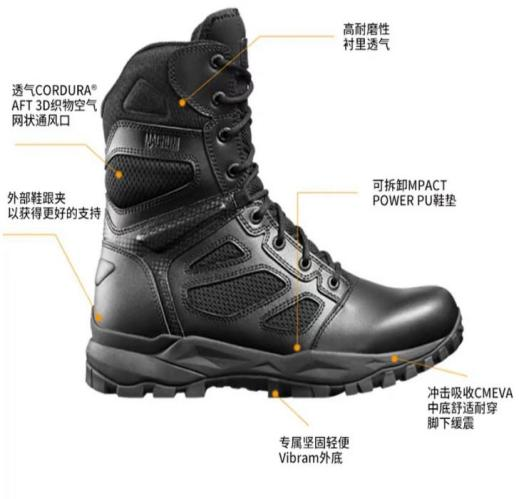 高耐磨性
衬里透气
透气CORDURA®
AFT 3D织物空气
网状通风口
MAGNUM
外部鞋跟夹
以获得更好的支持
可拆卸MPACT
POWER PU鞋垫
冲击吸收CMEVA
中底舒适耐穿
脚下缓震
专属坚固轻便
Vibram外底